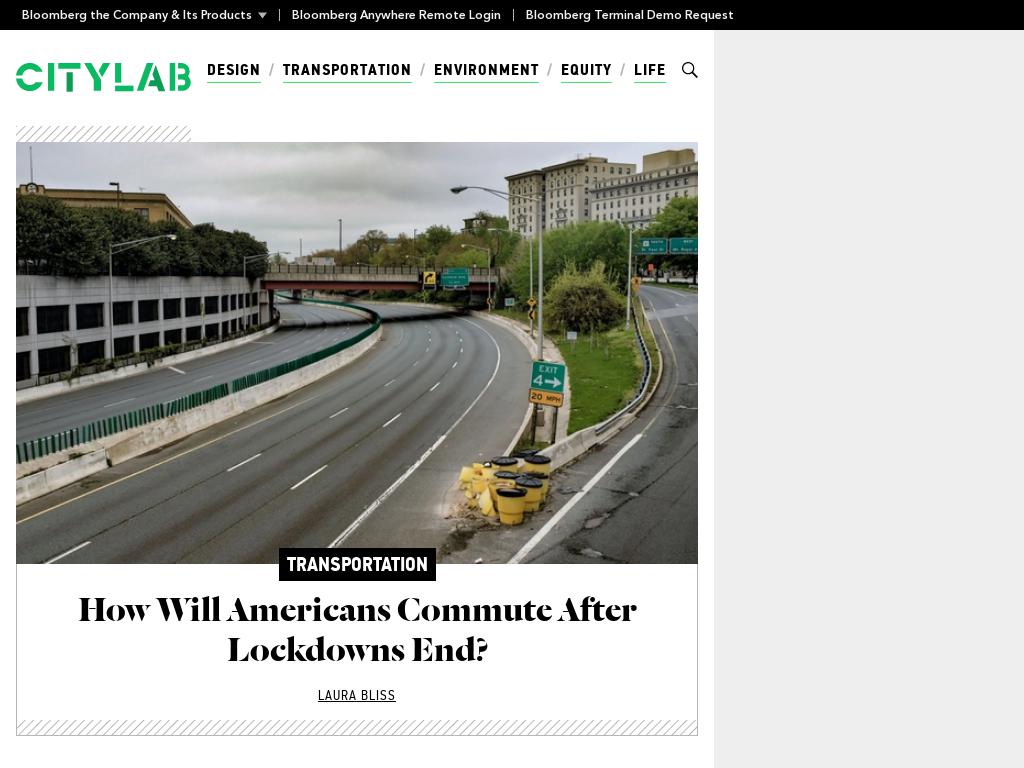 Bloomberg the Company & Its Products
Bloomberg Anywhere Remote Login
Bloomberg Terminal Demo Request
CITYLAB
DESIGN / TRANSPORTATION / ENVIRONMENT / EQUITY / LIFE
EXIT
4
20 MPH
TRANSPORTATION
How Will Americans Commute After
Lockdowns End?
LAURA BLISS